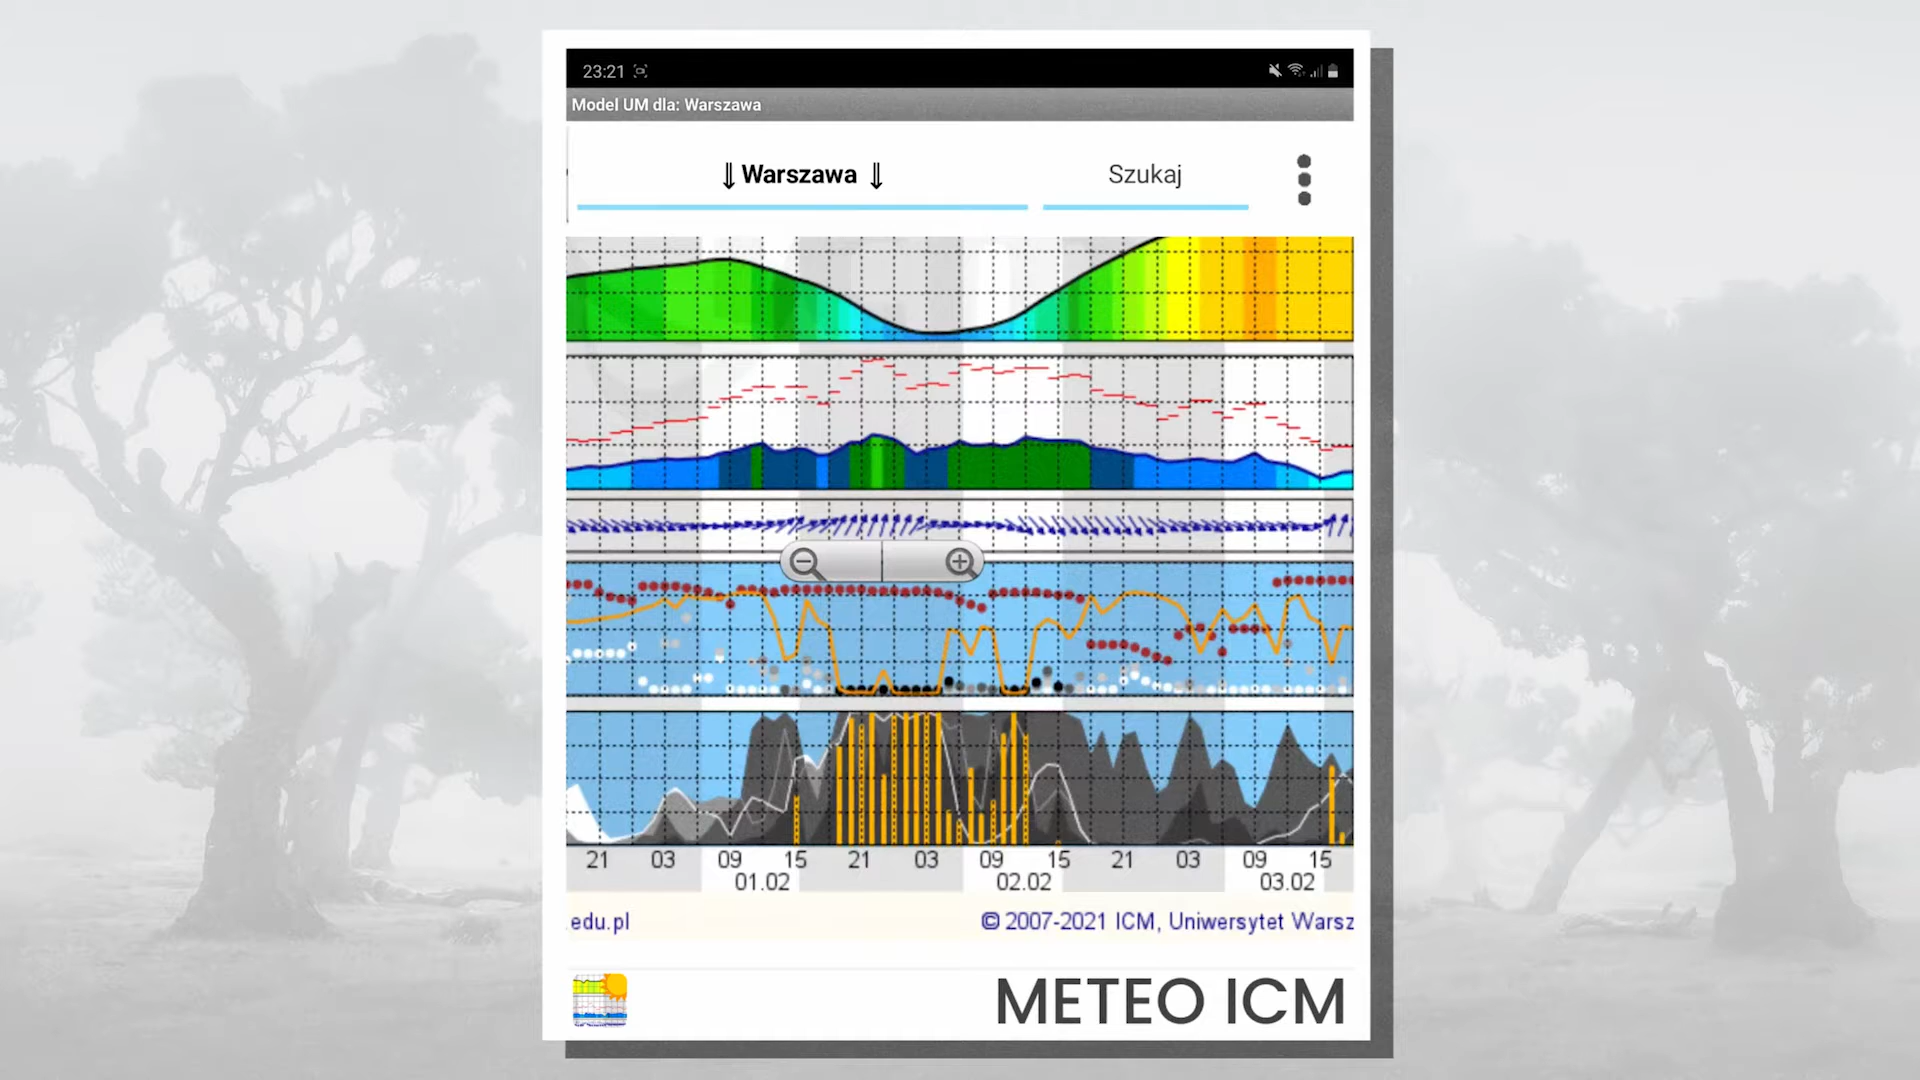 23:21
Model UM dla: Warszawa
⇓ Warszawa ⇓
Szukaj
21 03 09 15 21 03 09 15 21 03 09 15
01.02 02.02 03.02
.edu.pl
© 2007-2021 ICM, Uniwersytet Warsz
METEO ICM